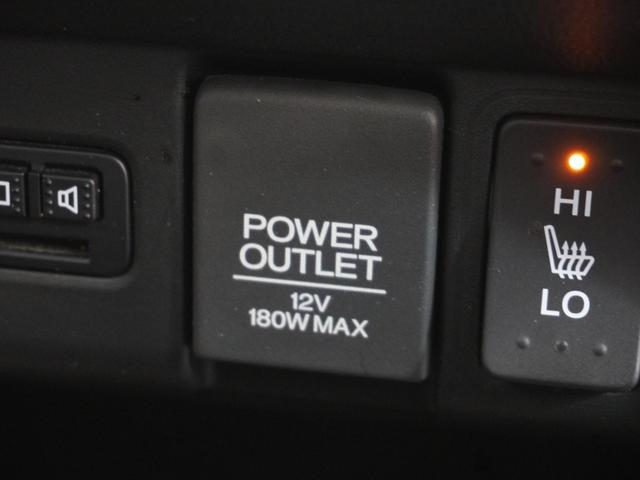 POWER
OUTLET
12V
180W MAX
HI
LO